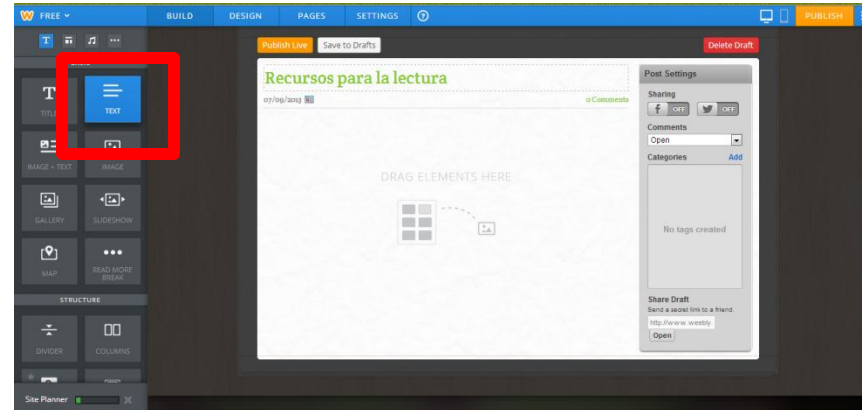 FREE
BUILD
DESIGN
PAGES
SETTINGS
PUBLISH
Publish Live
Save to Drafts
Delete Draft
TITLE
TEXT
IMAGE + TEXT
IMAGE
GALLERY
SLIDESHOW
MAP
READ MORE
BREAK
STRUCTURE
DIVIDER
COLUMNS
Site Planner
Recursos para la lectura
07/09/2013
0 Comments
DRAG ELEMENTS HERE
Post Settings
Sharing
f OFF
OFF
Comments
Open
Categories Add
No tags created
Share Draft
Send a secret link to a friend.
http://www.weebly.
Open